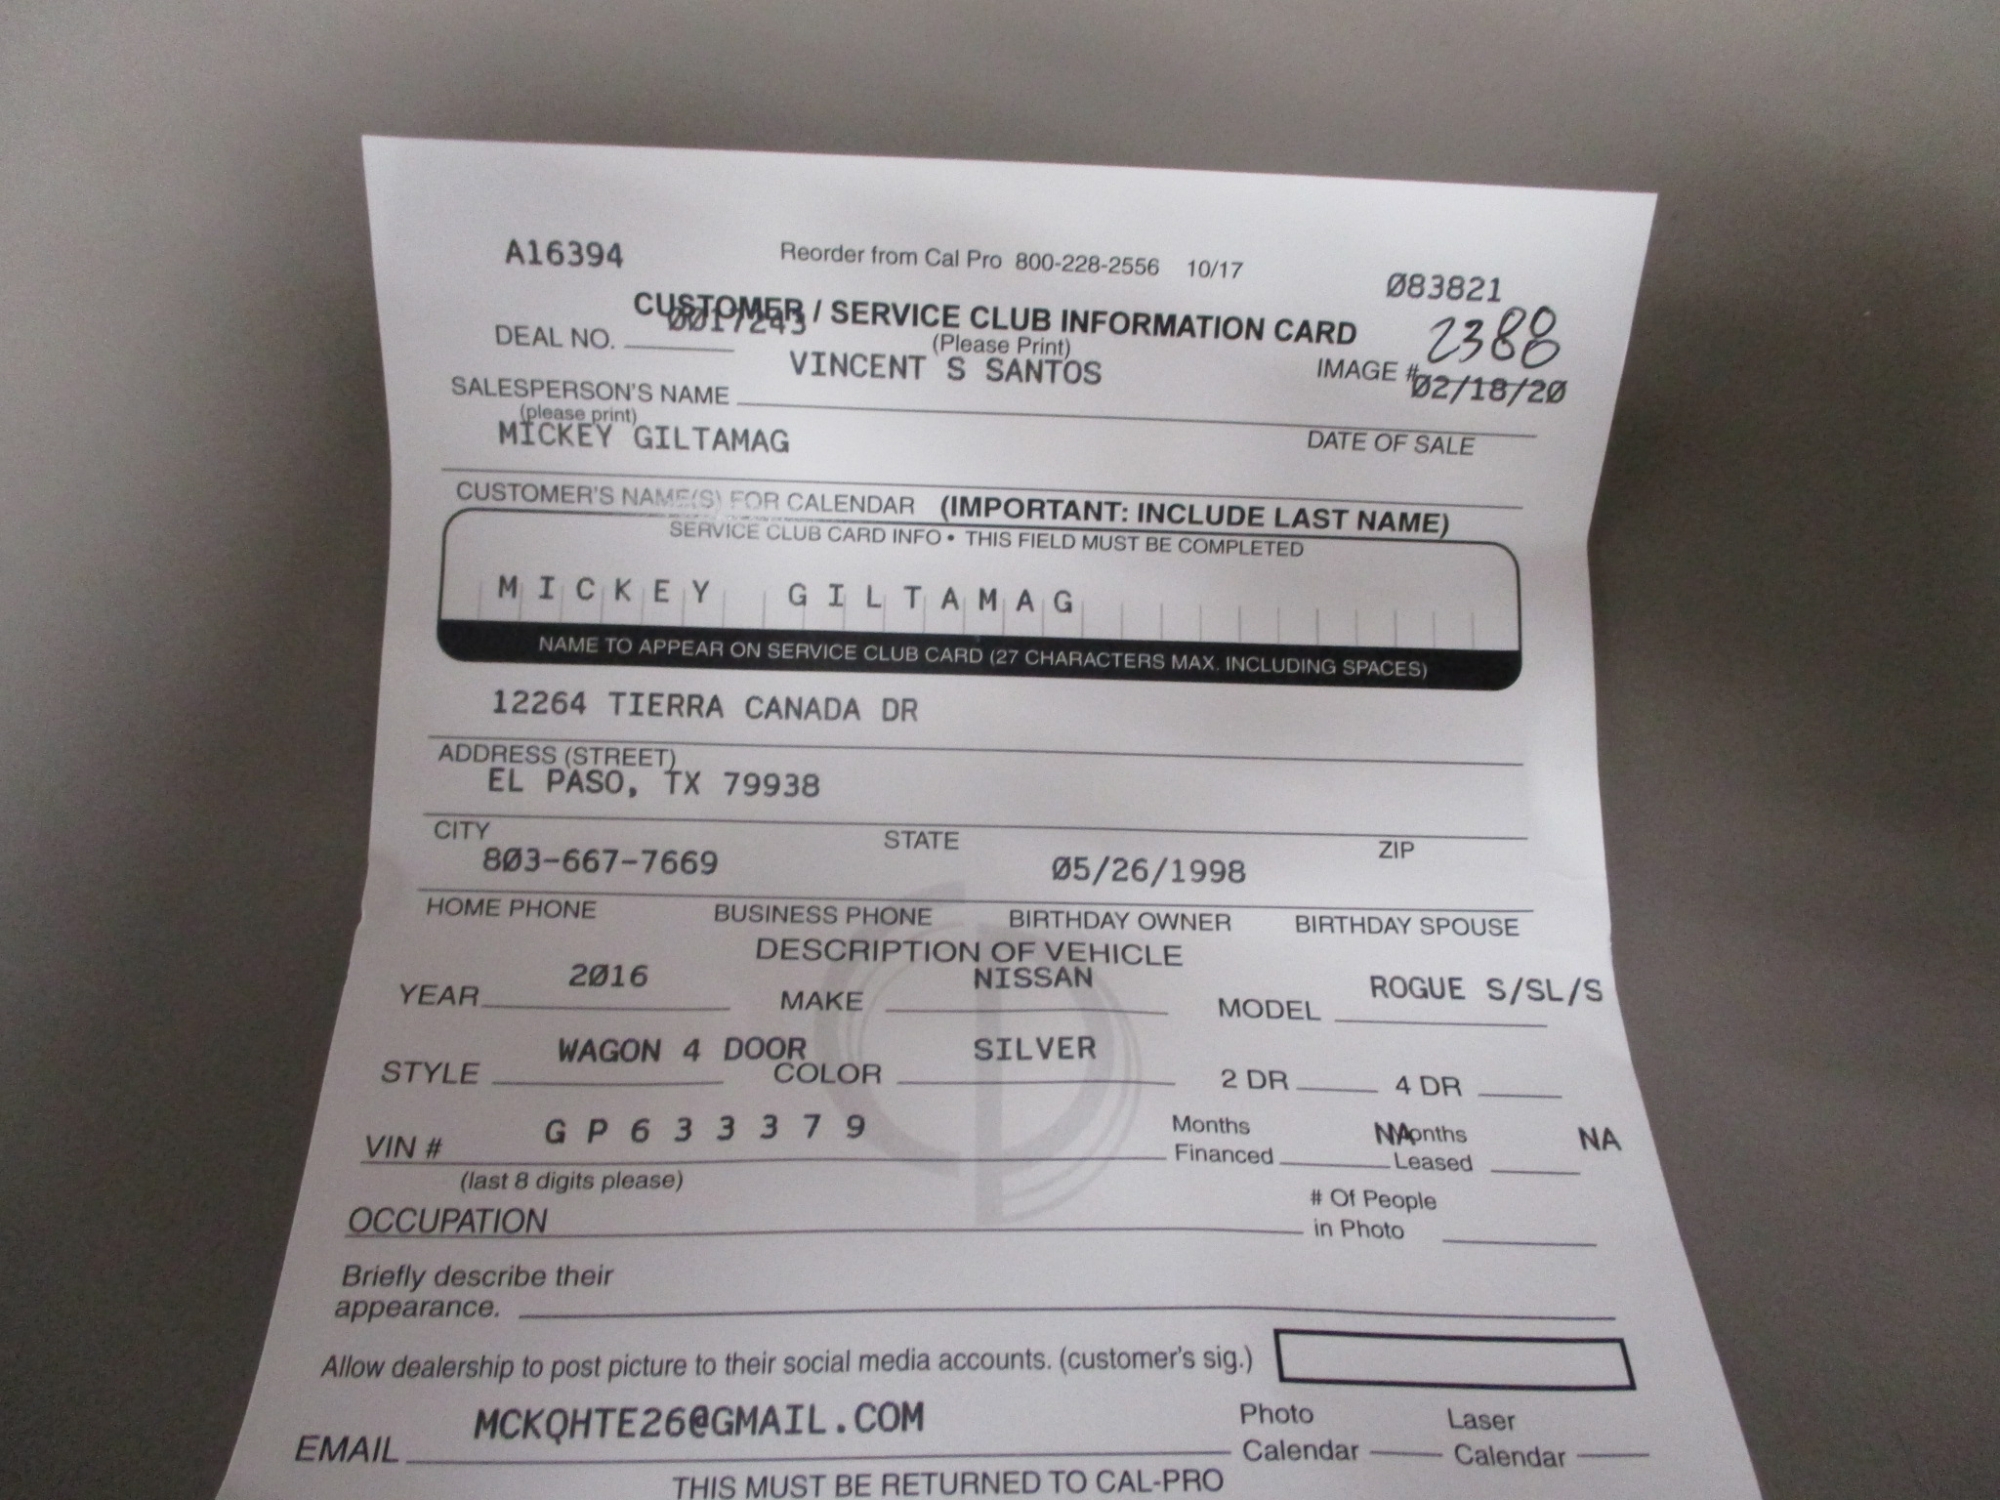 A16394 Reorder from Cal Pro 800-228-2556 10/17 083821
CUSTOMER / SERVICE CLUB INFORMATION CARD 2388
DEAL NO. 0017243 (Please Print) IMAGE #
SALESPERSON'S NAME VINCENT S SANTOS 02/18/20
(please print) DATE OF SALE
MICKEY GILTAMAG
CUSTOMER'S NAME(S) FOR CALENDAR (IMPORTANT: INCLUDE LAST NAME)
SERVICE CLUB CARD INFO • THIS FIELD MUST BE COMPLETED
MICKEY GILTAMAG
NAME TO APPEAR ON SERVICE CLUB CARD (27 CHARACTERS MAX. INCLUDING SPACES)
12264 TIERRA CANADA DR
ADDRESS (STREET)
EL PASO, TX 79938
CITY STATE ZIP
803-667-7669 05/26/1998
HOME PHONE BUSINESS PHONE BIRTHDAY OWNER BIRTHDAY SPOUSE
DESCRIPTION OF VEHICLE
YEAR 2016 MAKE NISSAN MODEL ROGUE S/SL/S
STYLE WAGON 4 DOOR COLOR SILVER 2 DR 4 DR
VIN # G P 6 3 3 3 7 9 Months Financed NA Months Leased NA
(last 8 digits please)
OCCUPATION # Of People in Photo
Briefly describe their
appearance.
Allow dealership to post picture to their social media accounts. (customer's sig.)
EMAIL MCKQHTE26@GMAIL.COM Photo Calendar Laser Calendar
THIS MUST BE RETURNED TO CAL-PRO